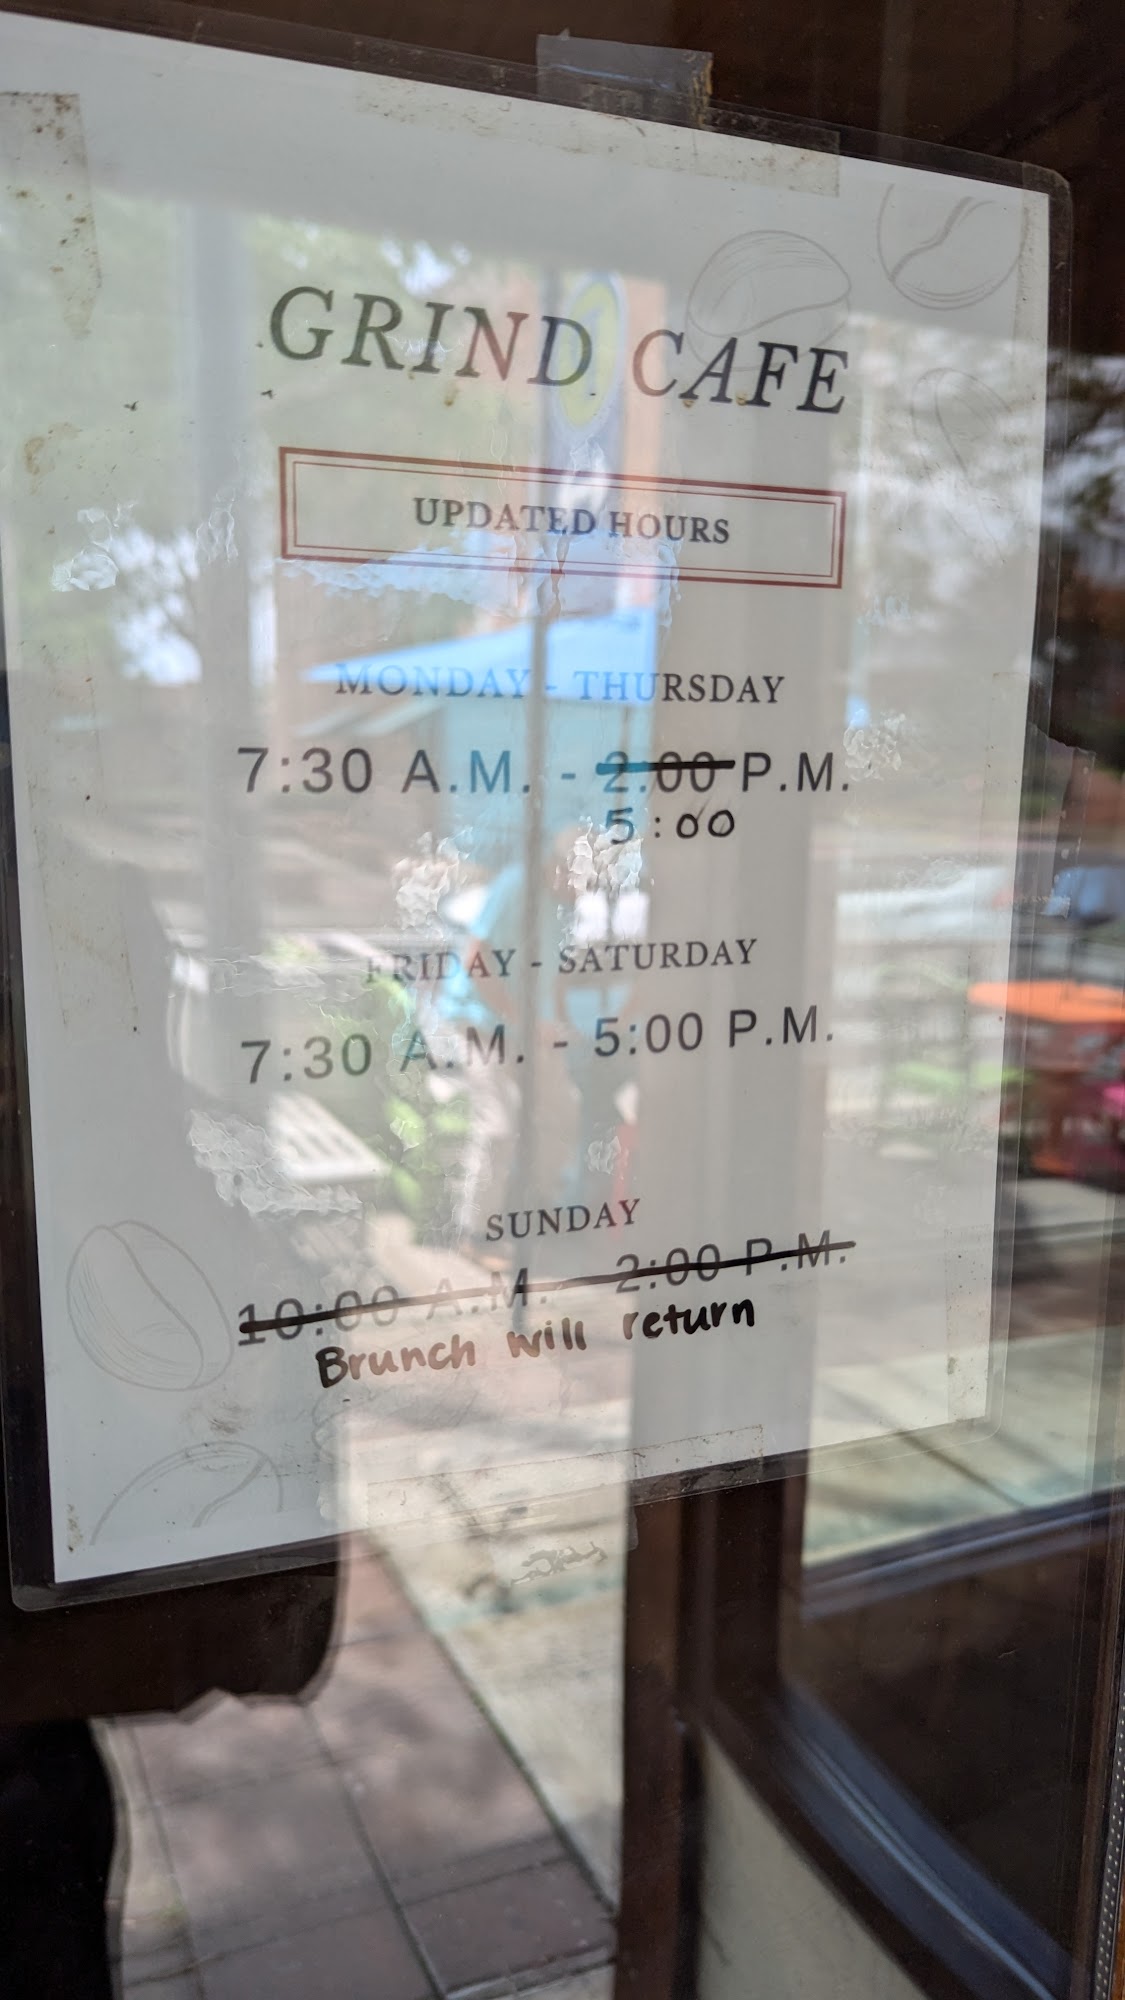 GRIND CAFE
UPDATED HOURS
MONDAY - THURSDAY
7:30 A.M. - 2:00 P.M.
5:00
FRIDAY - SATURDAY
7:30 A.M. - 5:00 P.M.
SUNDAY
10:00 A.M. - 2:00 P.M.
Brunch will return